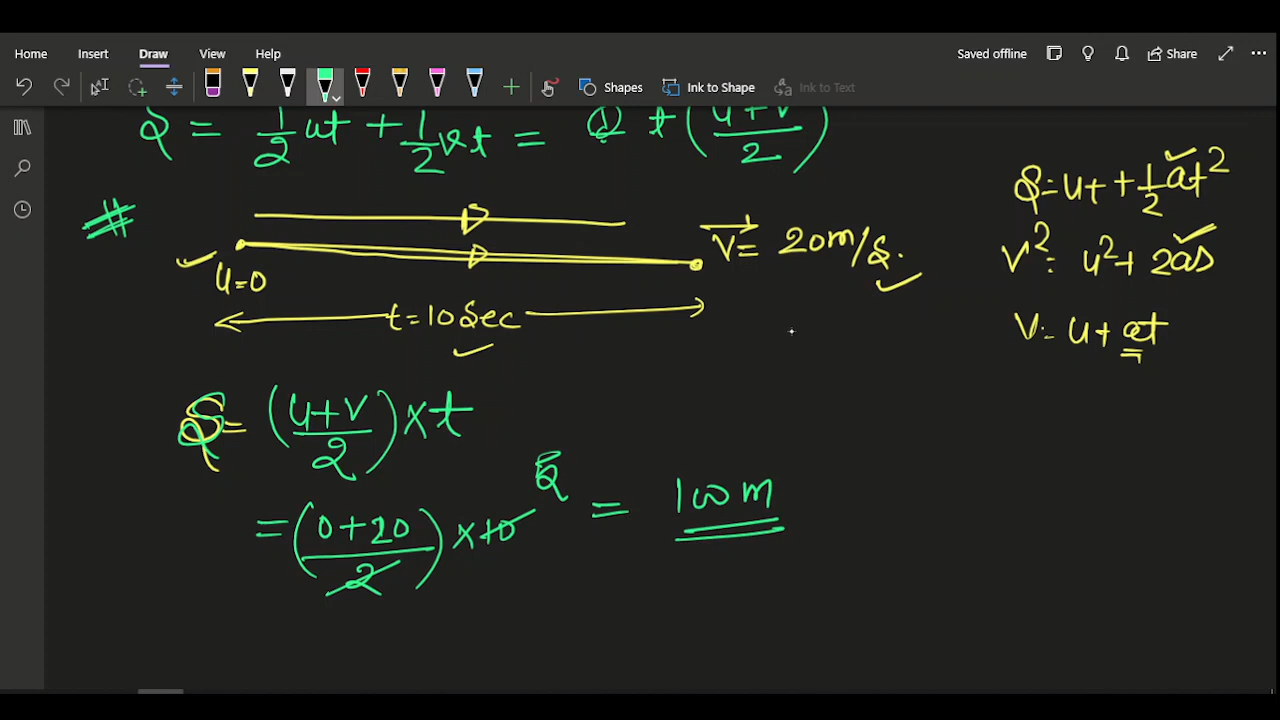 Home Insert Draw View Help Saved offline Share
Shapes Ink to Shape Ink to Text
S = 1/2 ut + 1/2 vt = t (u+v/2)
S = ut + 1/2 at²
#
V = 20m/s.
V² = u² + 2as
u=0
t=10 Sec
V = u + at
S = (u+v/2) × t
= (0+20/2) × 10 5 = 100 m